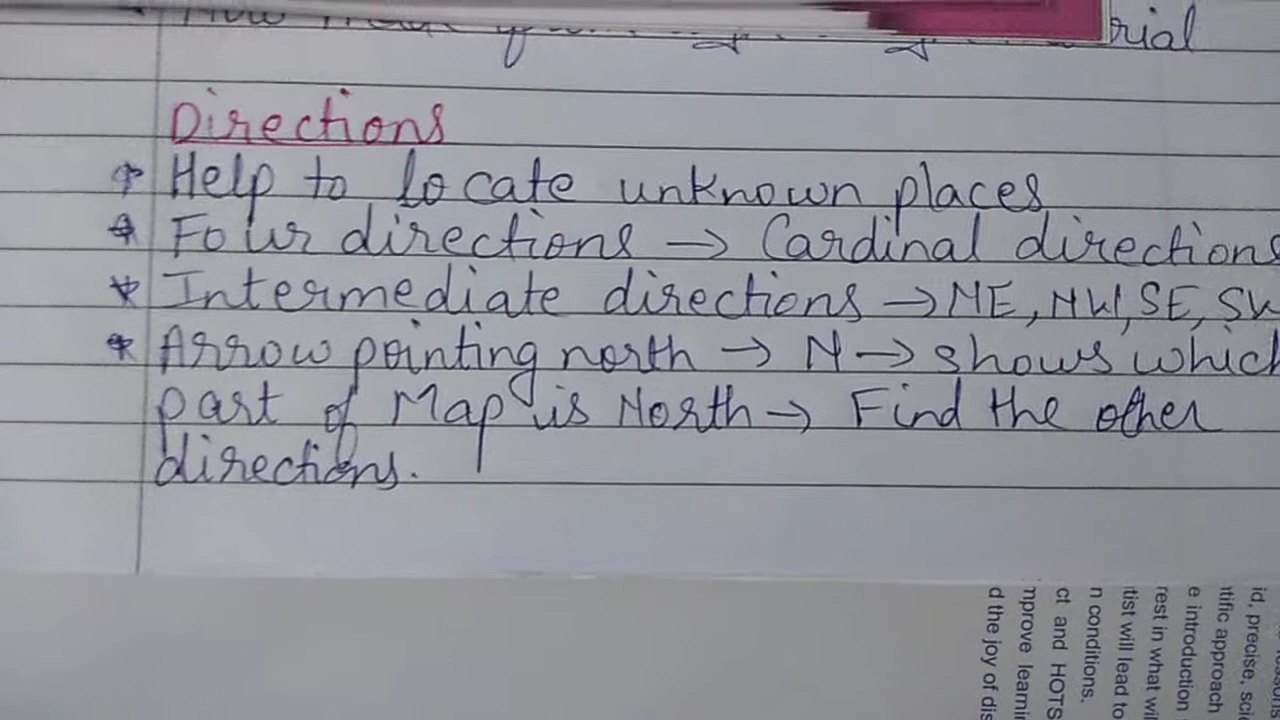 rial
Directions
* Help to locate unknown places
* Four directions → Cardinal directions
* Intermediate directions → NE, NW, SE, SW
* Arrow pointing north → N → shows which
part of Map is North → Find the other
directions.
id, precise, sci
ntific approach
e introduction
rest in what wi
tist will lead to
n conditions.
ct and HOTS
mprove learnin
d the joy of dis